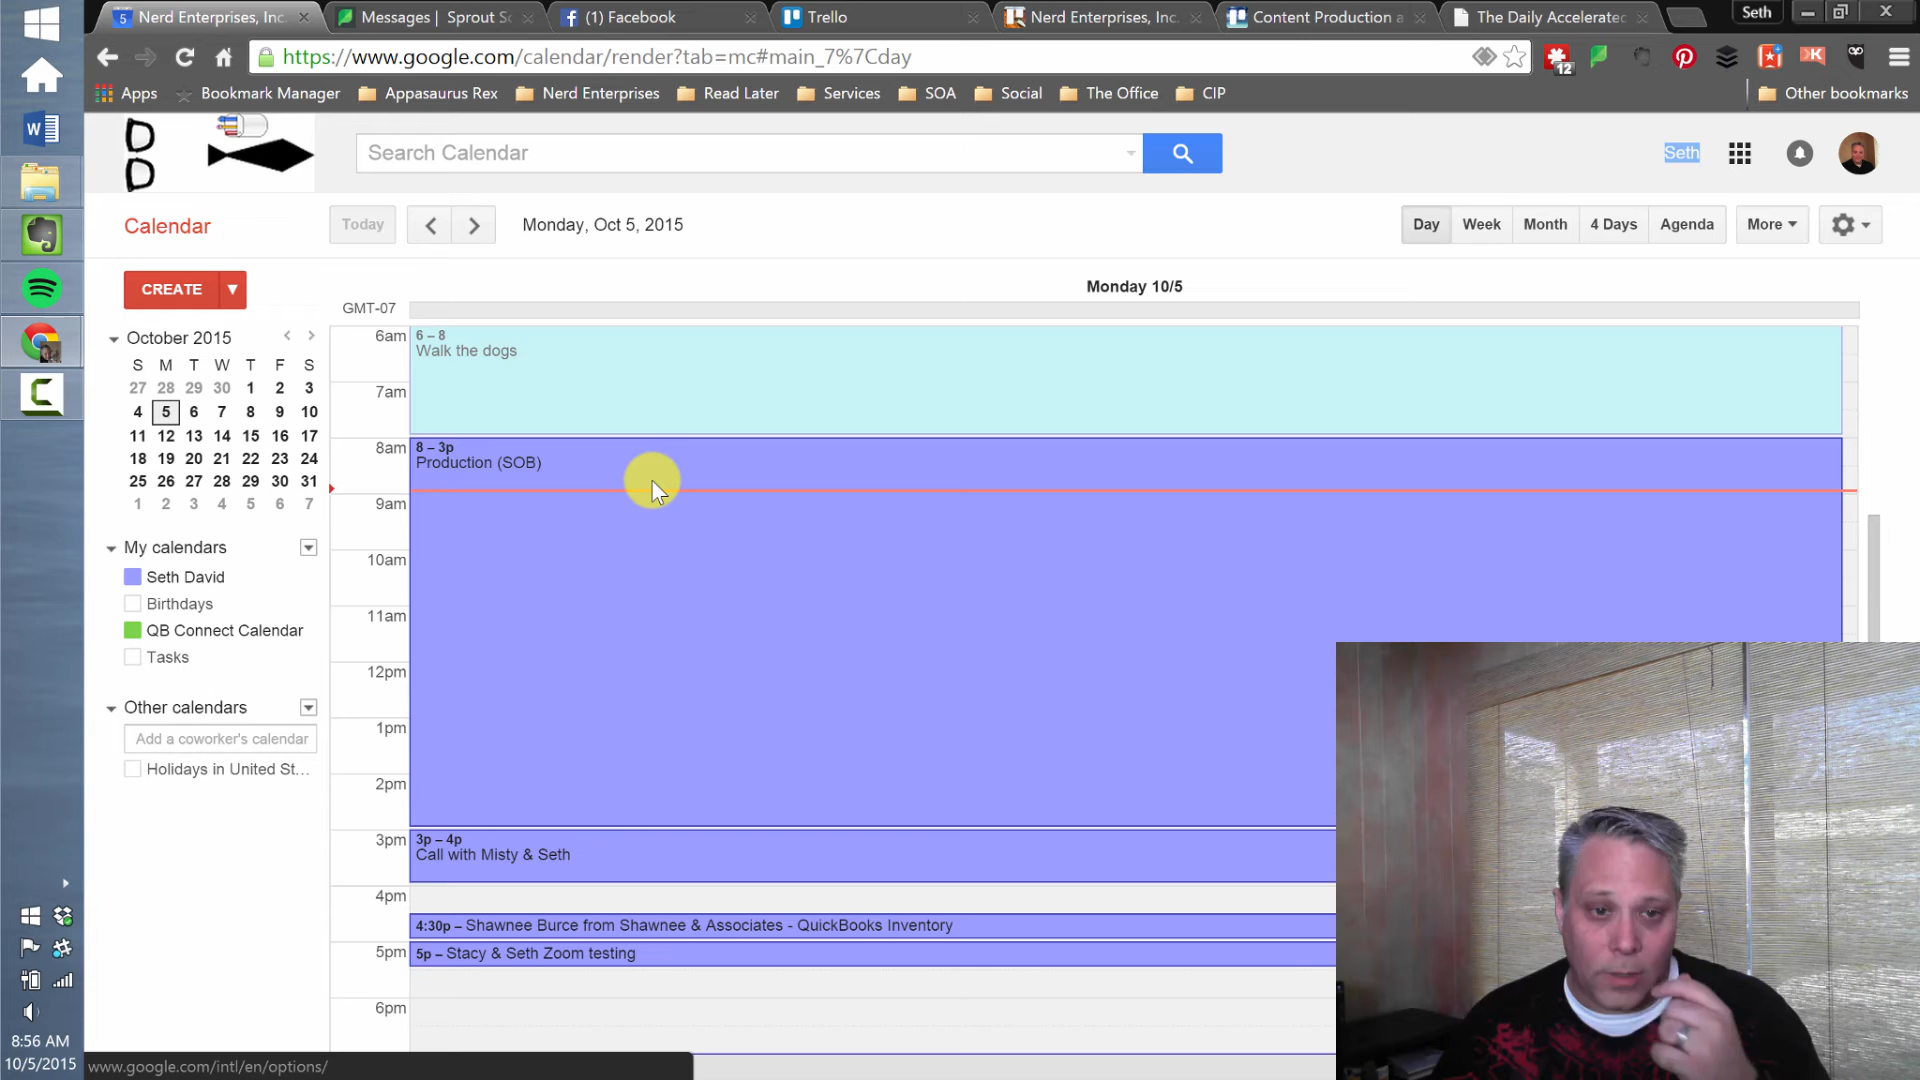 Nerd Enterprises, Inc.
Messages | Sprout Sc
(1) Facebook
Trello
Nerd Enterprises, Inc.
Content Production a
The Daily Accelerated
Seth
https://www.google.com/calendar/render?tab=mc#main_7%7Cday
12
Apps
Bookmark Manager
Appasaurus Rex
Nerd Enterprises
Read Later
Services
SOA
Social
The Office
CIP
Other bookmarks
D
D
Search Calendar
Seth
Calendar
Today
Monday, Oct 5, 2015
Day
Week
Month
4 Days
Agenda
More
CREATE
Monday 10/5
GMT-07
October 2015
S M T W T F S
27 28 29 30 1 2 3
4 5 6 7 8 9 10
11 12 13 14 15 16 17
18 19 20 21 22 23 24
25 26 27 28 29 30 31
1 2 3 4 5 6 7
My calendars
Seth David
Birthdays
QB Connect Calendar
Tasks
Other calendars
Add a coworker's calendar
Holidays in United St...
6am
6 – 8
Walk the dogs
7am
8am
8 – 3p
Production (SOB)
9am
10am
11am
12pm
1pm
2pm
3pm
3p – 4p
Call with Misty & Seth
4pm
4:30p – Shawnee Burce from Shawnee & Associates - QuickBooks Inventory
5pm
5p – Stacy & Seth Zoom testing
6pm
8:56 AM
10/5/2015
www.google.com/intl/en/options/